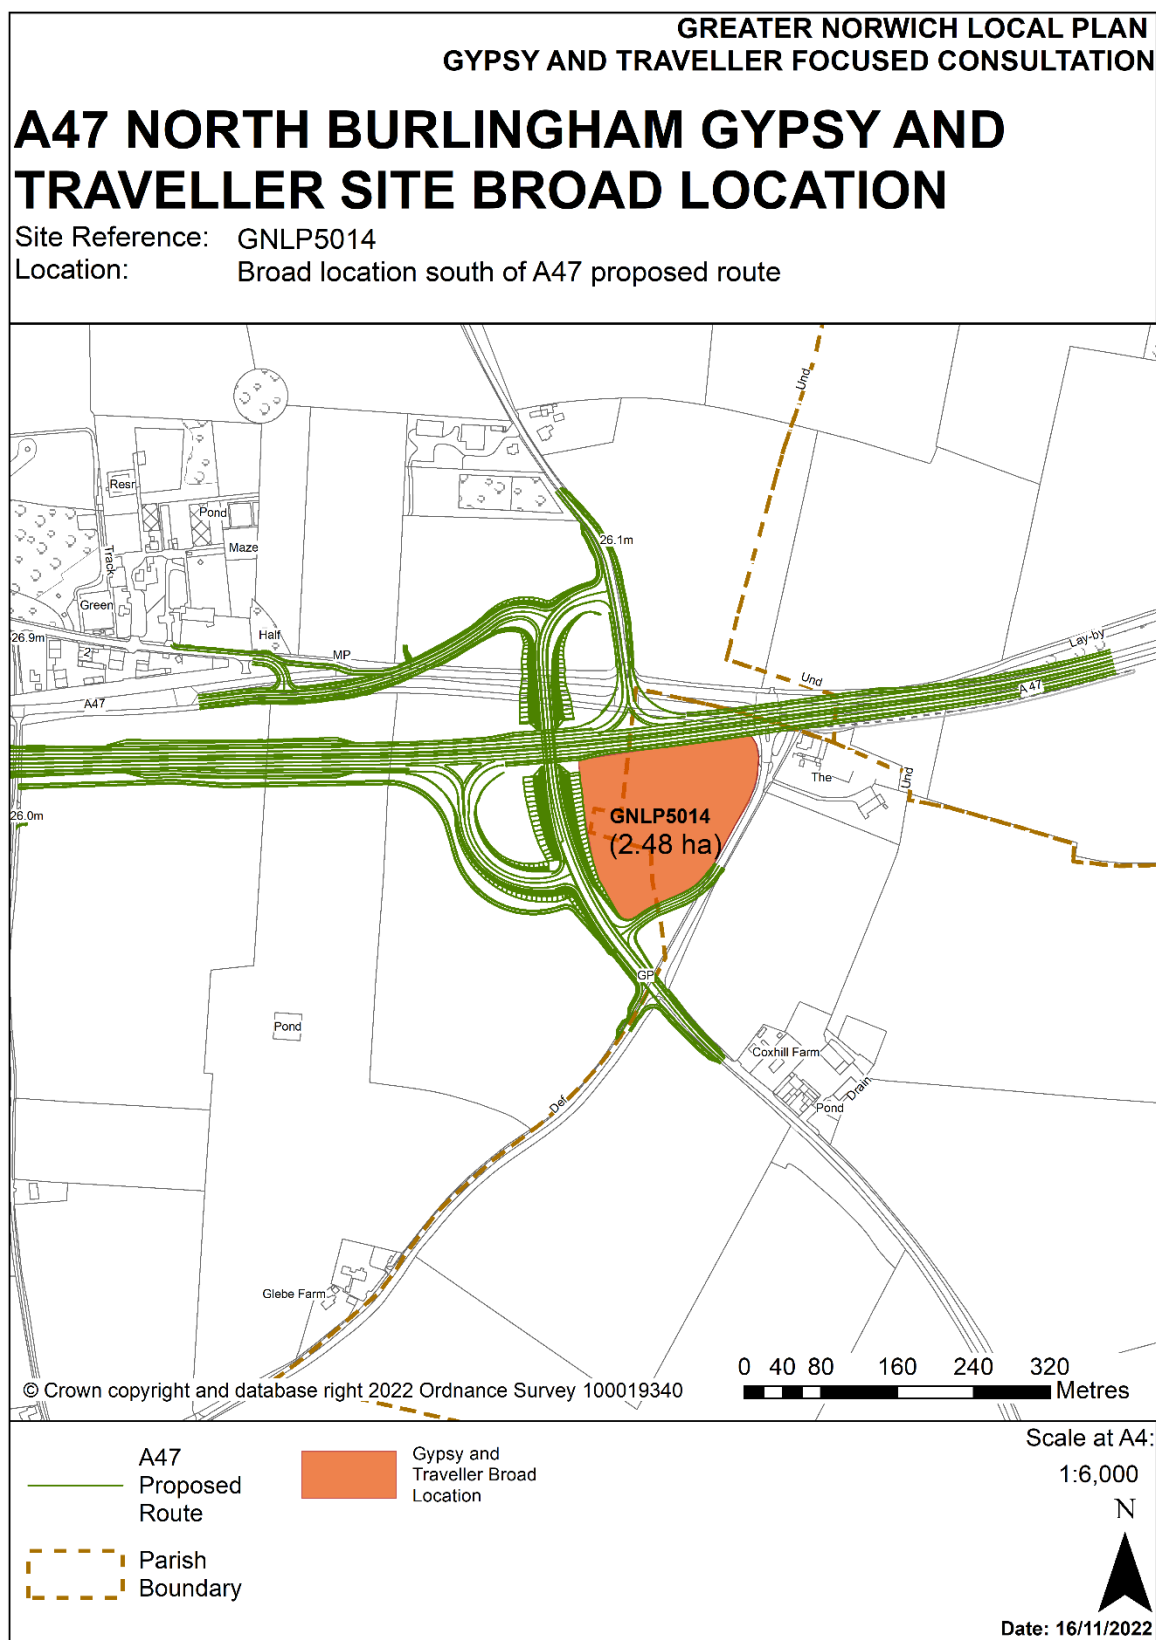 GREATER NORWICH LOCAL PLAN
GYPSY AND TRAVELLER FOCUSED CONSULTATION
A47 NORTH BURLINGHAM GYPSY AND
TRAVELLER SITE BROAD LOCATION
Site Reference: GNLP5014
Location: Broad location south of A47 proposed route
Und
Resr
Pond
Maze
Track
26.1m
Green
Half
26.9m
2
MP
Lay-by
Und
A47
A 47
The
Und
26.0m
GNLP5014
(2.48 ha)
GP
Pond
Coxhill Farm
Drain
Pond
Def
Glebe Farm
0 40 80 160 240 320
Metres
© Crown copyright and database right 2022 Ordnance Survey 100019340
A47
Proposed
Route
Gypsy and
Traveller Broad
Location
Parish
Boundary
Scale at A4:
1:6,000
N
Date: 16/11/2022